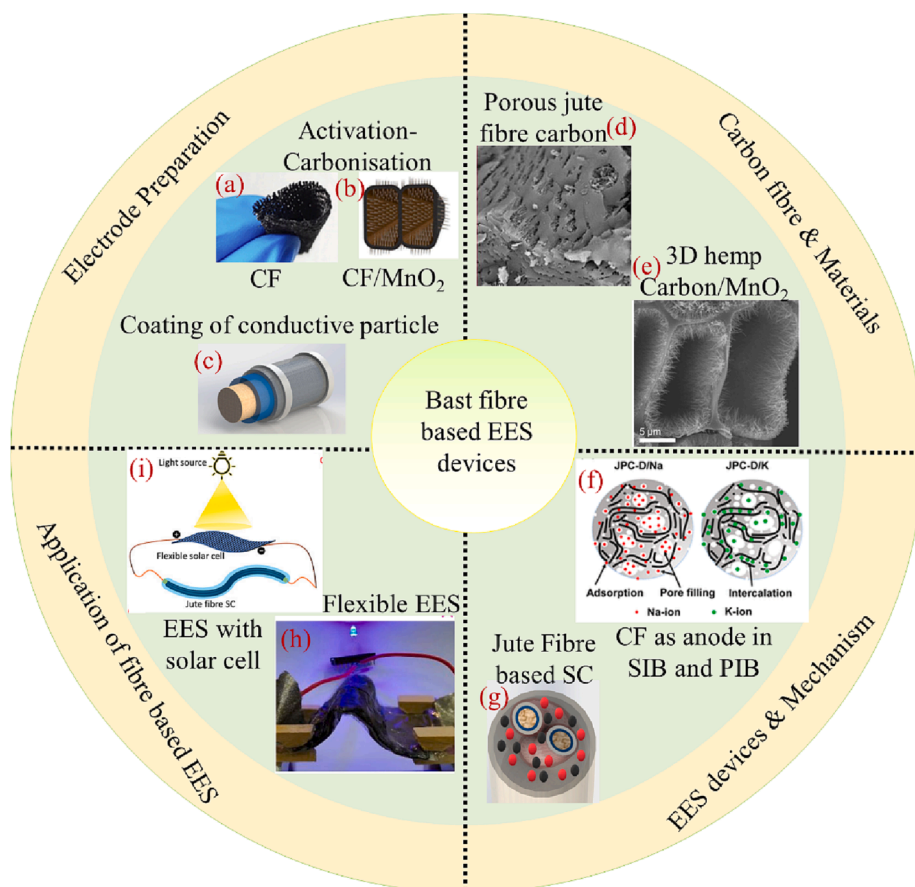 Electrode Preparation
Activation-
Carbonisation
(a)
(b)
CF
CF/MnO₂
Coating of conductive particle
(c)
Carbon fibre & Materials
Porous jute
fibre carbon
(d)
(e)
3D hemp
Carbon/MnO₂
5 μm
Bast fibre
based EES
devices
Application of fibre based EES
(i)
Light source
+
-
Flexible solar cell
Jute fibre SC
EES with
solar cell
Flexible EES
(h)
EES devices & Mechanism
(f)
JPC-D/Na
JPC-D/K
Adsorption
Pore filling
Intercalation
Na-ion
K-ion
CF as anode in
SIB and PIB
Jute Fibre
based SC
(g)